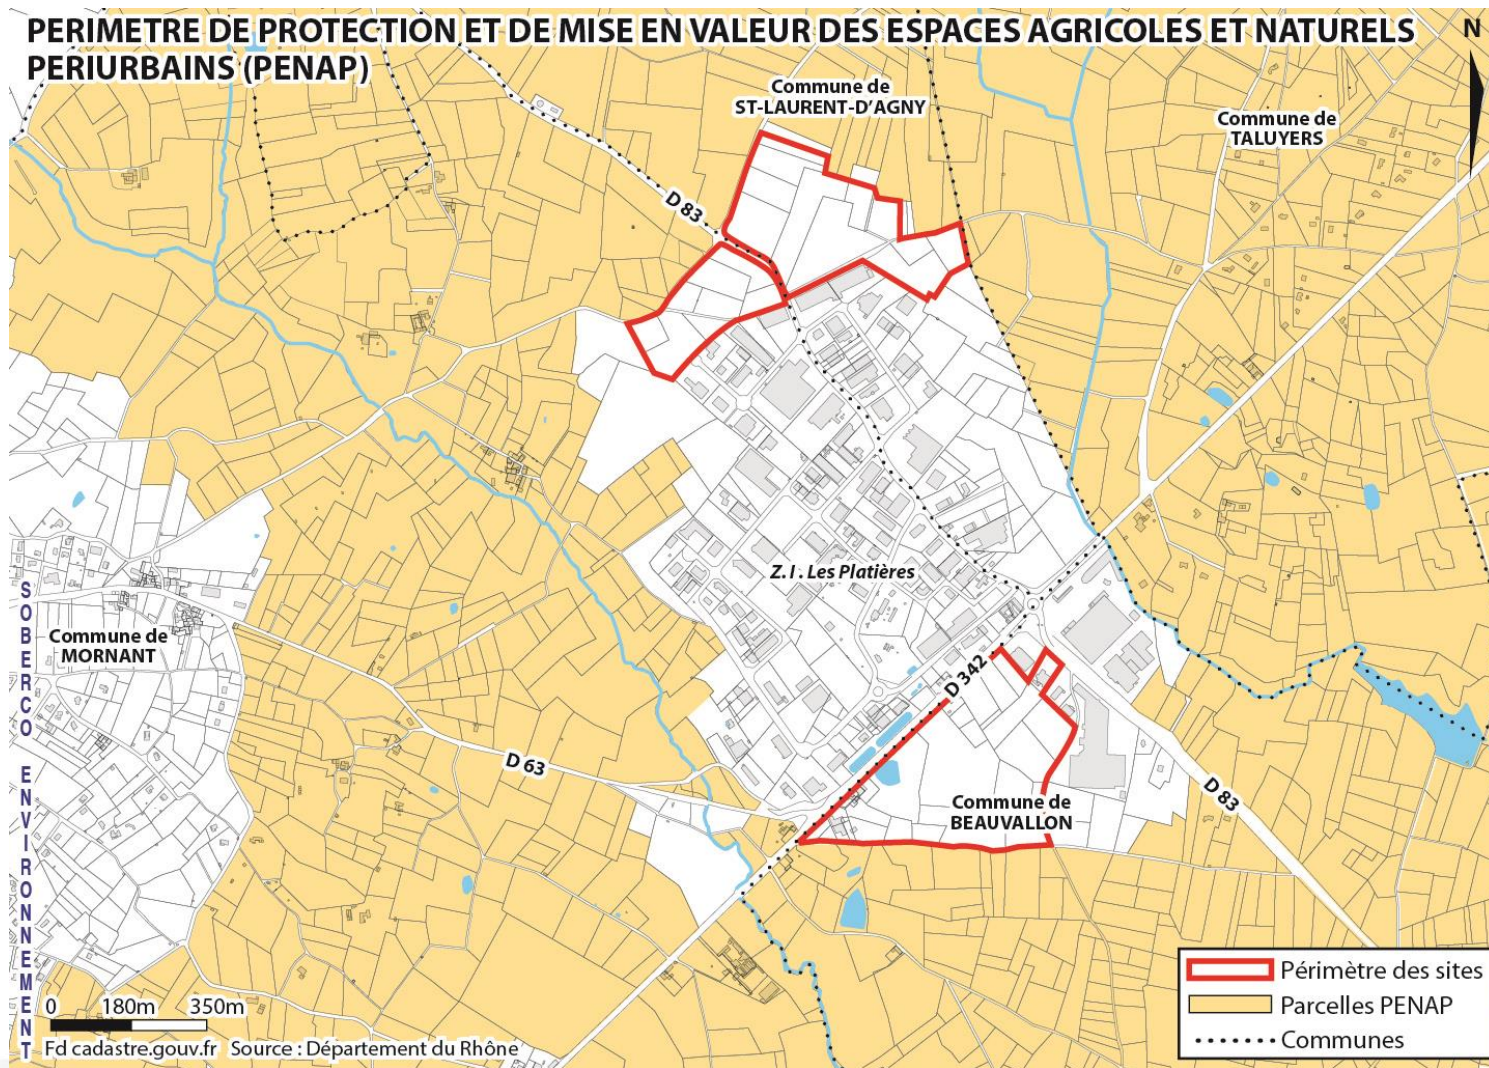 PERIMETRE DE PROTECTION ET DE MISE EN VALEUR DES ESPACES AGRICOLES ET NATURELS
PERIURBAINS (PENAP)
N
Commune de
ST-LAURENT-D'AGNY
Commune de
TALUYERS
D 83
Z.I. Les Platières
Commune de
MORNANT
D 342
D 63
D 83
Commune de
BEAUVALLON
SOBERCO ENVIRONNEMENT
Périmètre des sites
Parcelles PENAP
Communes
0 180m 350m
Fd cadastre.gouv.fr Source : Département du Rhône